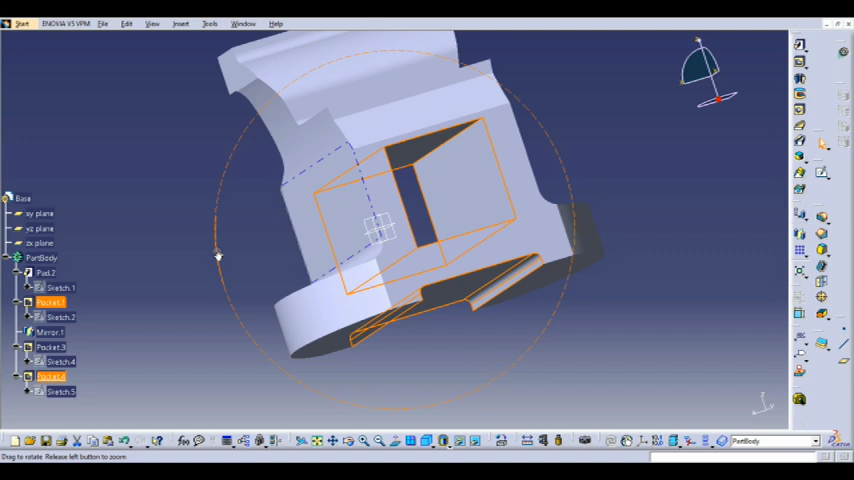 Start ENOVIA V5 VPM File Edit View Insert Tools Window Help
Base
xy plane
yz plane
zx plane
PartBody
Pad.2
Sketch.1
Pocket.1
Sketch.2
Mirror.1
Pocket.3
Sketch.4
Pocket.4
Sketch.5
PartBody
Drag to rotate. Release left button to zoom